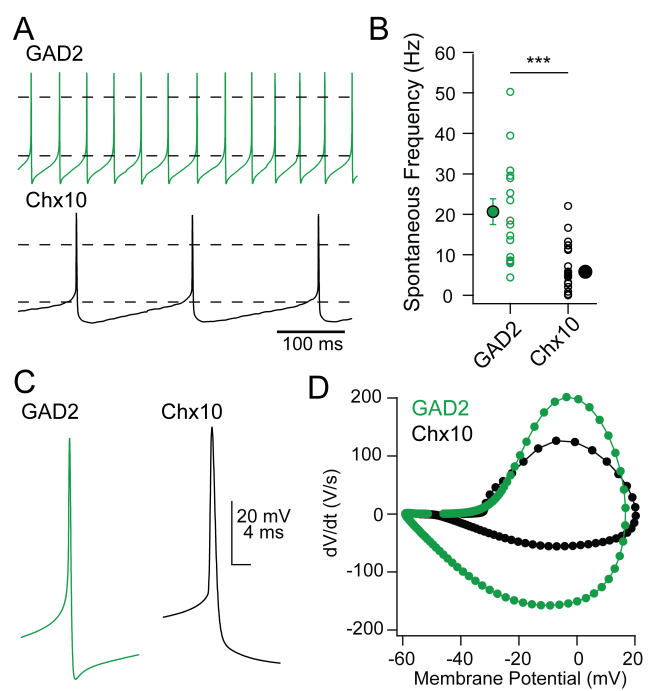 A
GAD2
Chx10
100 ms
B
Spontaneous Frequency (Hz)
60
50
40
30
20
10
0
***
GAD2
Chx10
C
GAD2
Chx10
20 mV
4 ms
D
GAD2
Chx10
dV/dt (V/s)
200
100
0
-100
-200
-60
-40
-20
0
20
Membrane Potential (mV)